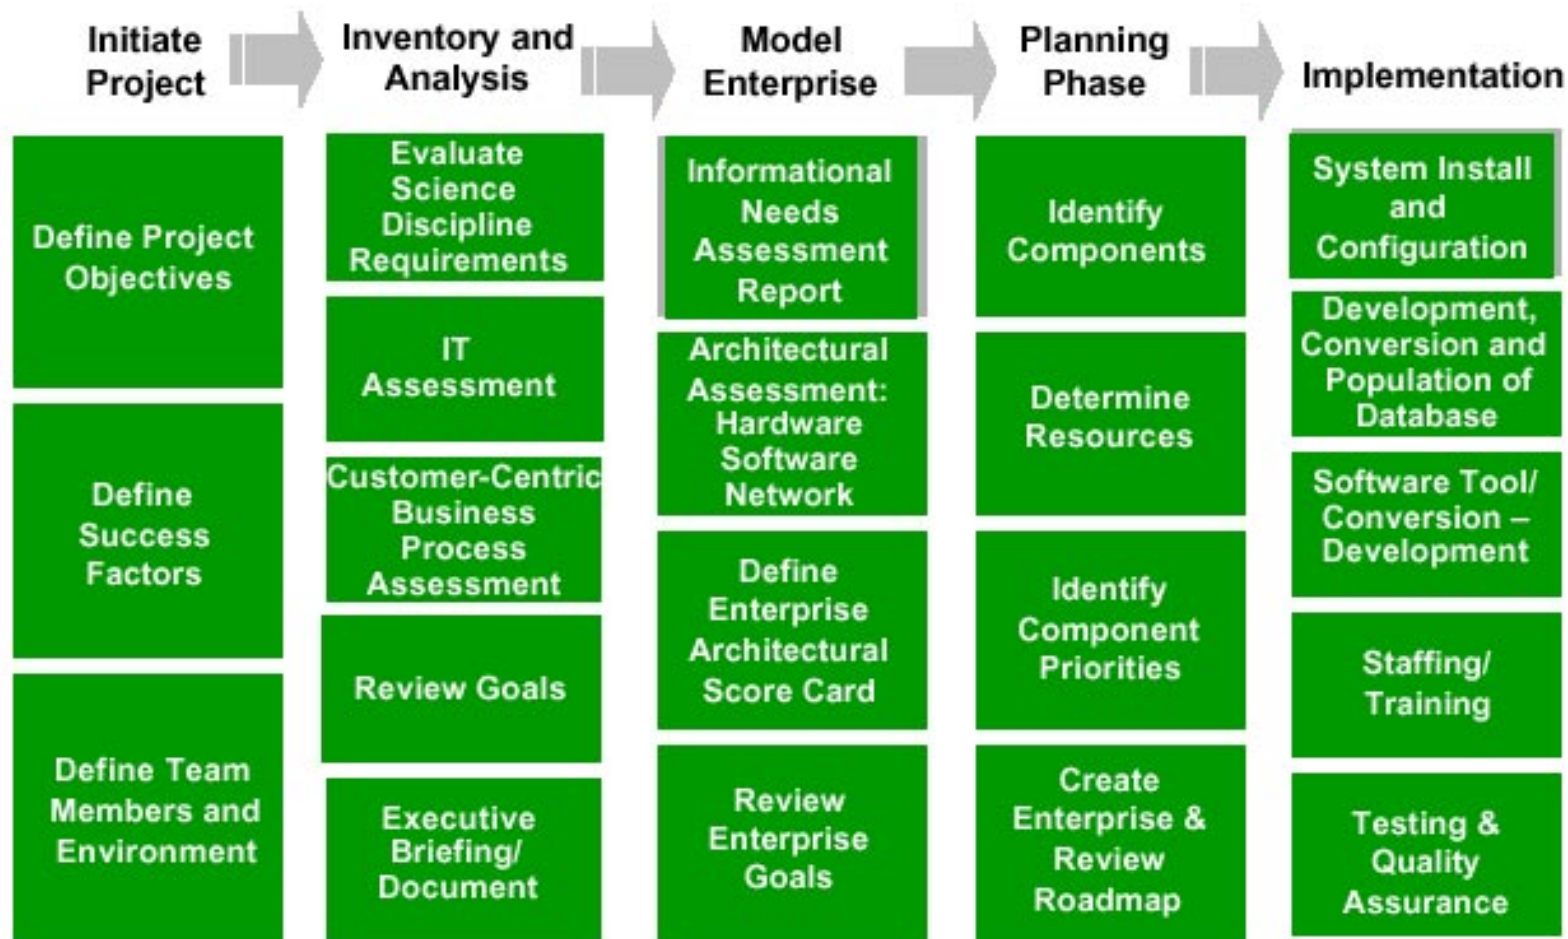 Initiate
Project
Inventory and
Analysis
Model
Enterprise
Planning
Phase
Implementation
Define Project
Objectives
Define
Success
Factors
Define Team
Members and
Environment
Evaluate
Science
Discipline
Requirements
IT
Assessment
Customer-Centric
Business
Process
Assessment
Review Goals
Executive
Briefing/
Document
Informational
Needs
Assessment
Report
Architectural
Assessment:
Hardware
Software
Network
Define
Enterprise
Architectural
Score Card
Review
Enterprise
Goals
Identify
Components
Determine
Resources
Identify
Component
Priorities
Create
Enterprise &
Review
Roadmap
System Install
and
Configuration
Development,
Conversion and
Population of
Database
Software Tool/
Conversion –
Development
Staffing/
Training
Testing &
Quality
Assurance